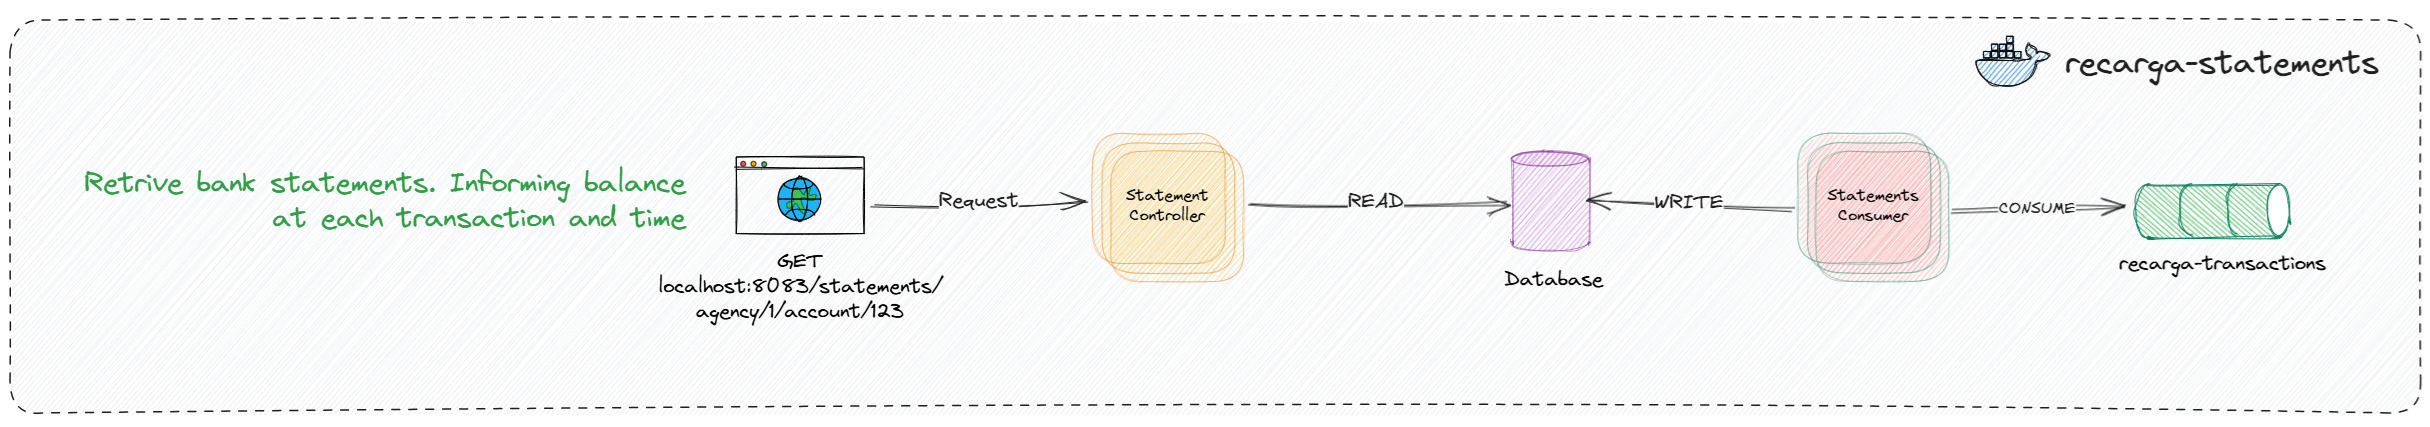 recarga-statements
Retrive bank statements. Informing balance
at each transaction and time
GET
localhost:8083/statements/
agency/1/account/123
Request
Statement
Controller
READ
Database
WRITE
Statements
Consumer
CONSUME
recarga-transactions